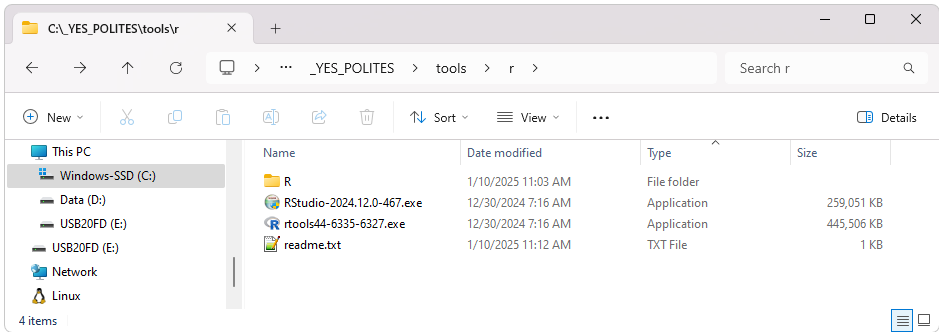 C:\_YES_POLITES\tools\r
_YES_POLITES tools r Search r
New Sort View Details
This PC
Windows-SSD (C:)
Data (D:)
USB20FD (E:)
USB20FD (E:)
Network
Linux
Name Date modified Type Size
R 1/10/2025 11:03 AM File folder
RStudio-2024.12.0-467.exe 12/30/2024 7:16 AM Application 259,051 KB
rtools44-6335-6327.exe 12/30/2024 7:16 AM Application 445,506 KB
readme.txt 1/10/2025 11:12 AM TXT File 1 KB
4 items